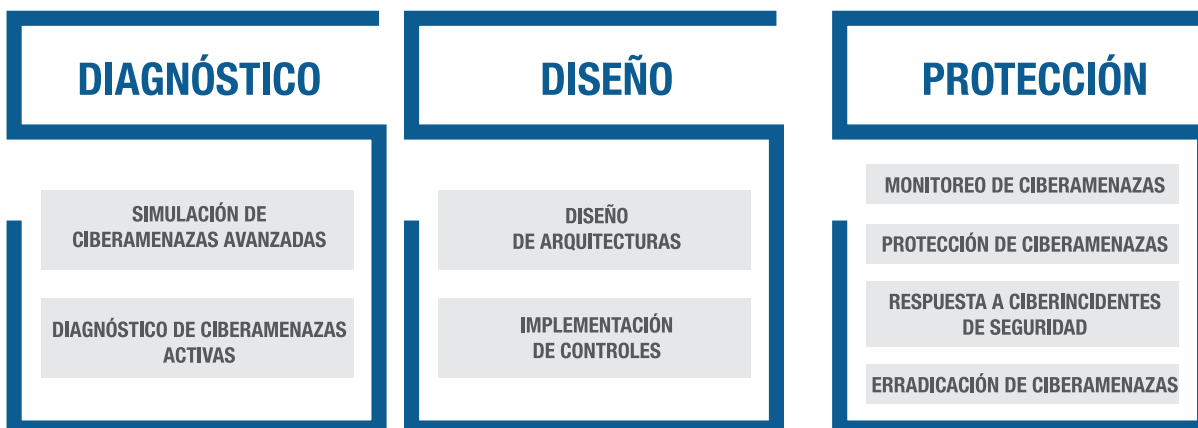 DIAGNÓSTICO
SIMULACIÓN DE
CIBERAMENAZAS AVANZADAS
DIAGNÓSTICO DE CIBERAMENAZAS
ACTIVAS
DISEÑO
DISEÑO
DE ARQUITECTURAS
IMPLEMENTACIÓN
DE CONTROLES
PROTECCIÓN
MONITOREO DE CIBERAMENAZAS
PROTECCIÓN DE CIBERAMENAZAS
RESPUESTA A CIBERINCIDENTES
DE SEGURIDAD
ERRADICACIÓN DE CIBERAMENAZAS